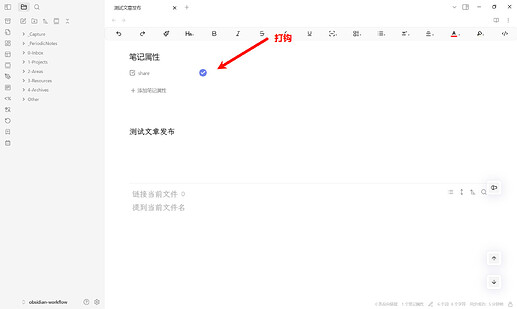 测试文章发布
打钩
_Capture
_PeriodicNotes
0-Inbox
1-Projects
2-Areas
3-Resources
4-Archives
Other
笔记属性
share
添加笔记属性
测试文章发布
链接当前文件
提到当前文件名
obsidian-workflow